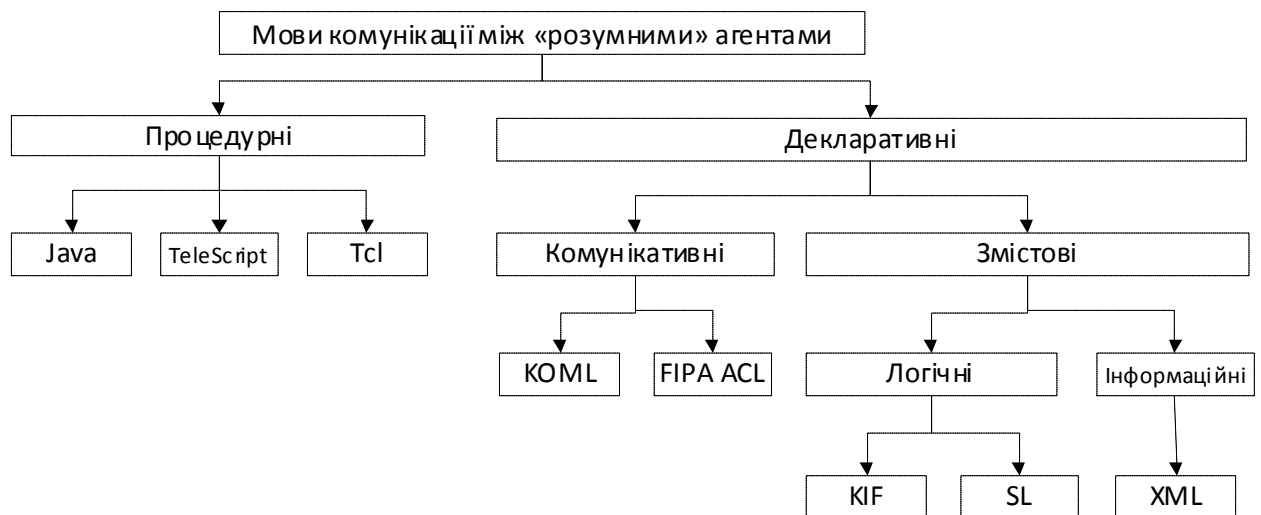 Мови комунікації між «розумними» агентами
Процедурні
Декларативні
Java
TeleScript
Tcl
Комунікативні
Змістові
KOML
FIPA ACL
Логічні
Інформаційні
KIF
SL
XML